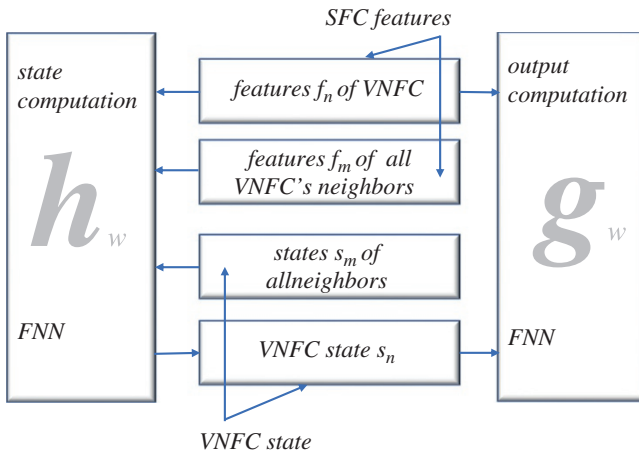 SFC features
state
computation
h w
FNN
features f_n of VNFC
features f_m of all
VNFC's neighbors
states s_m of
allneighbors
VNFC state s_n
VNFC state
output
computation
g w
FNN